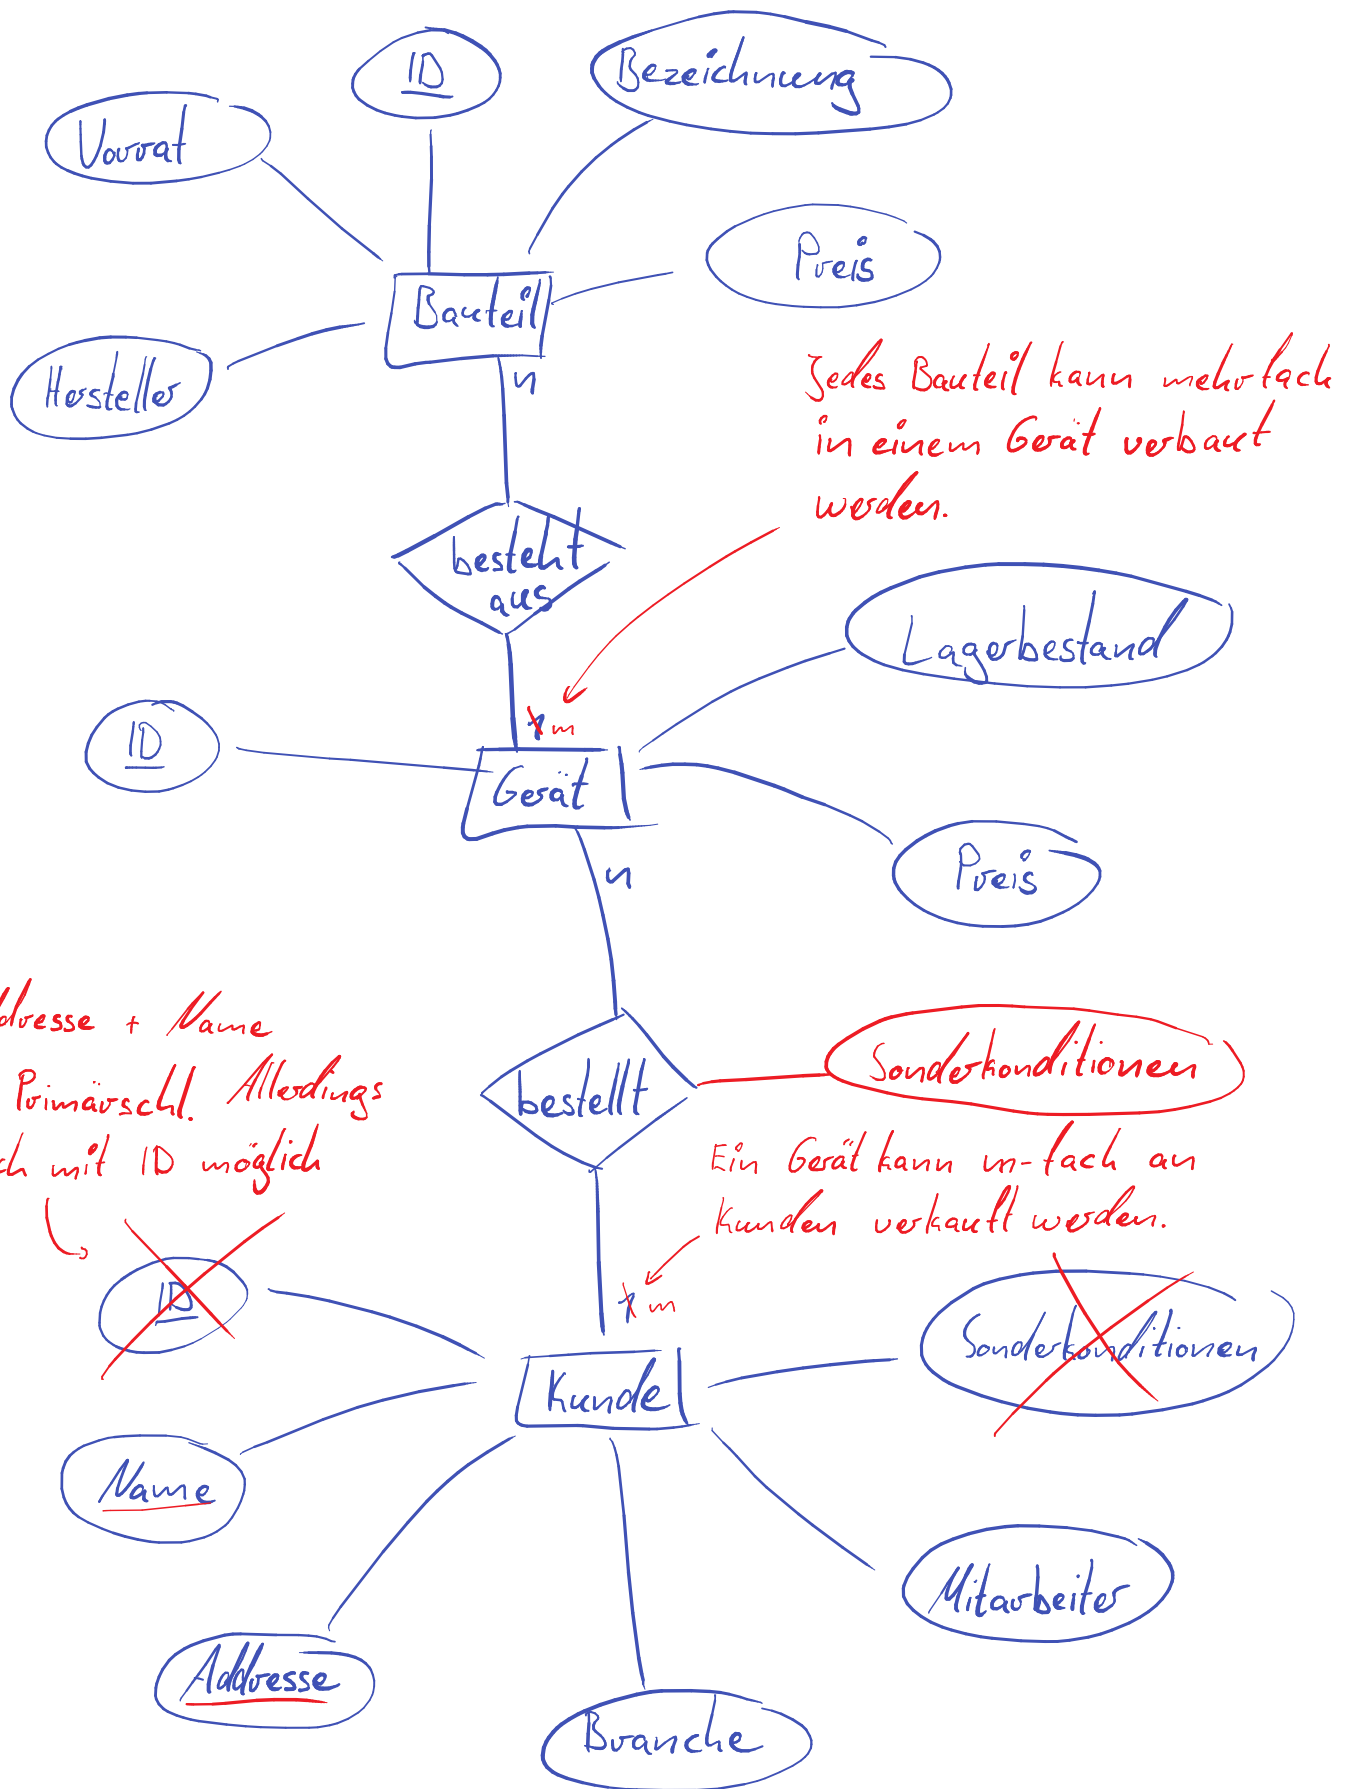 ID
Bezeichnung
Vorrat
Preis
Bauteil
Hersteller
n
Jedes Bauteil kann mehrfach
in einem Gerät verbaut
werden.
besteht
aus
Lagerbestand
1 m
ID
Gerät
Preis
n
+ Name
Primärschl. Allerdings
mit ID möglich
Sonderkonditionen
bestellt
Ein Gerät kann m-fach an
Kunden verkauft werden.
1 m
ID
Sonderkonditionen
Kunde
Name
Mitarbeiter
Addresse
Branche